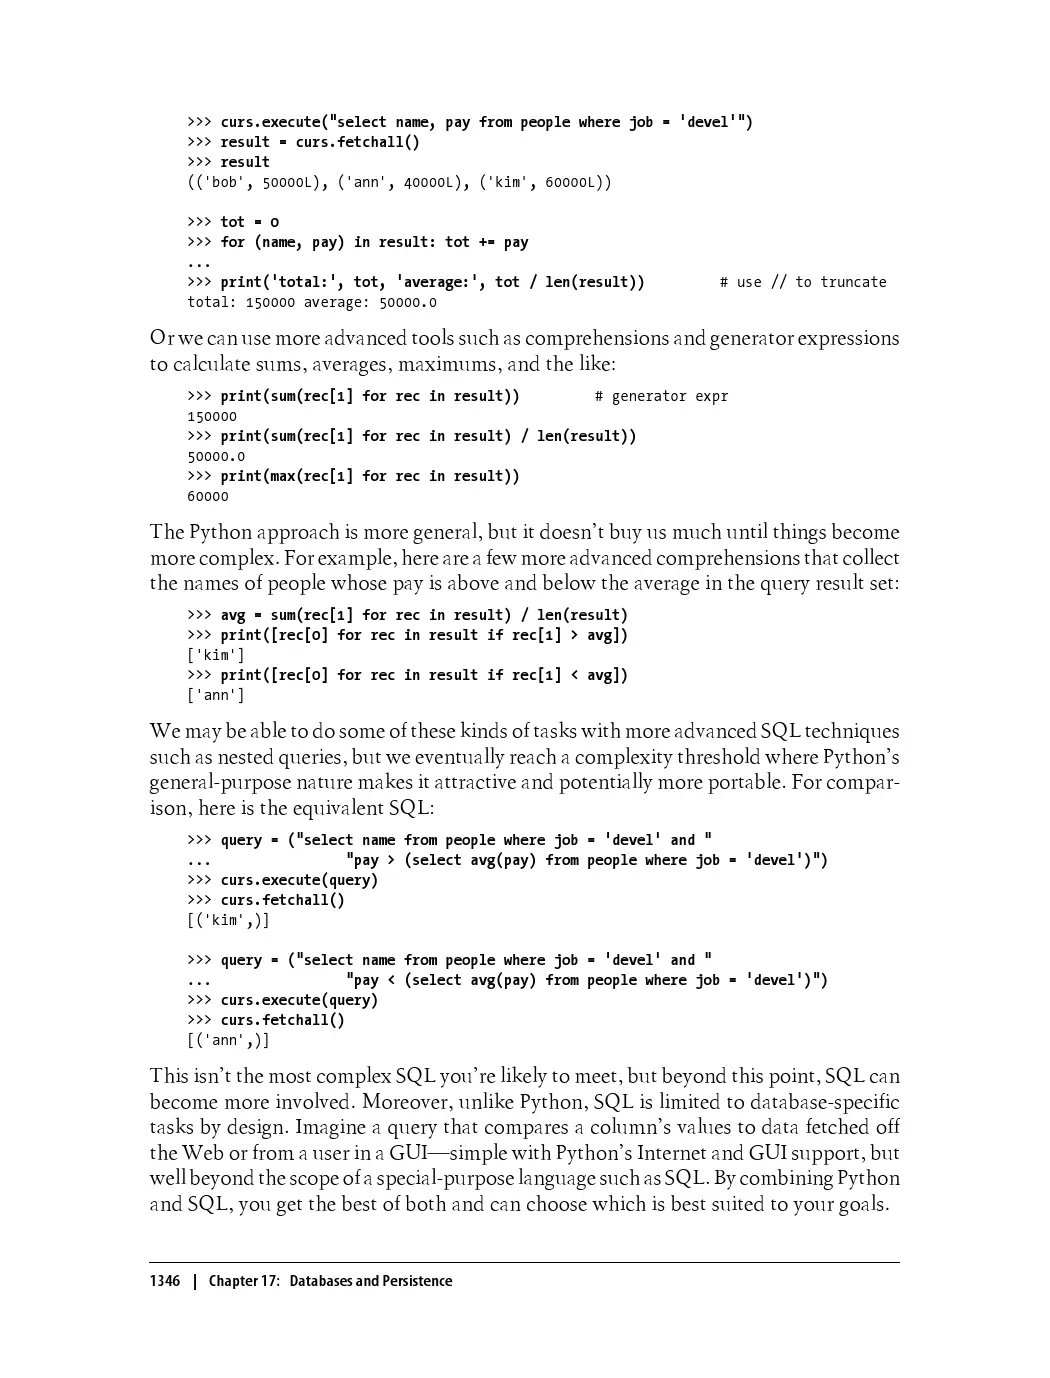 >>> curs.execute("select name, pay from people where job = 'devel'")
>>> result = curs.fetchall()
>>> result
(('bob', 50000L), ('ann', 40000L), ('kim', 60000L))
>>> tot = 0
>>> for (name, pay) in result: tot += pay
...
>>> print('total:', tot, 'average:', tot / len(result)) # use // to truncate
total: 150000 average: 50000.0
Or we can use more advanced tools such as comprehensions and generator expressions
to calculate sums, averages, maximums, and the like:
>>> print(sum(rec[1] for rec in result)) # generator expr
150000
>>> print(sum(rec[1] for rec in result) / len(result))
50000.0
>>> print(max(rec[1] for rec in result))
60000
The Python approach is more general, but it doesn’t buy us much until things become
more complex. For example, here are a few more advanced comprehensions that collect
the names of people whose pay is above and below the average in the query result set:
>>> avg = sum(rec[1] for rec in result) / len(result)
>>> print([rec[0] for rec in result if rec[1] > avg])
['kim']
>>> print([rec[0] for rec in result if rec[1] < avg])
['ann']
We may be able to do some of these kinds of tasks with more advanced SQL techniques
such as nested queries, but we eventually reach a complexity threshold where Python’s
general-purpose nature makes it attractive and potentially more portable. For compar-
ison, here is the equivalent SQL:
>>> query = ("select name from people where job = 'devel' and "
... "pay > (select avg(pay) from people where job = 'devel')")
>>> curs.execute(query)
>>> curs.fetchall()
[('kim',)]
>>> query = ("select name from people where job = 'devel' and "
... "pay < (select avg(pay) from people where job = 'devel')")
>>> curs.execute(query)
>>> curs.fetchall()
[('ann',)]
This isn’t the most complex SQL you’re likely to meet, but beyond this point, SQL can
become more involved. Moreover, unlike Python, SQL is limited to database-specific
tasks by design. Imagine a query that compares a column’s values to data fetched off
the Web or from a user in a GUI—simple with Python’s Internet and GUI support, but
well beyond the scope of a special-purpose language such as SQL. By combining Python
and SQL, you get the best of both and can choose which is best suited to your goals.
1346 | Chapter 17: Databases and Persistence